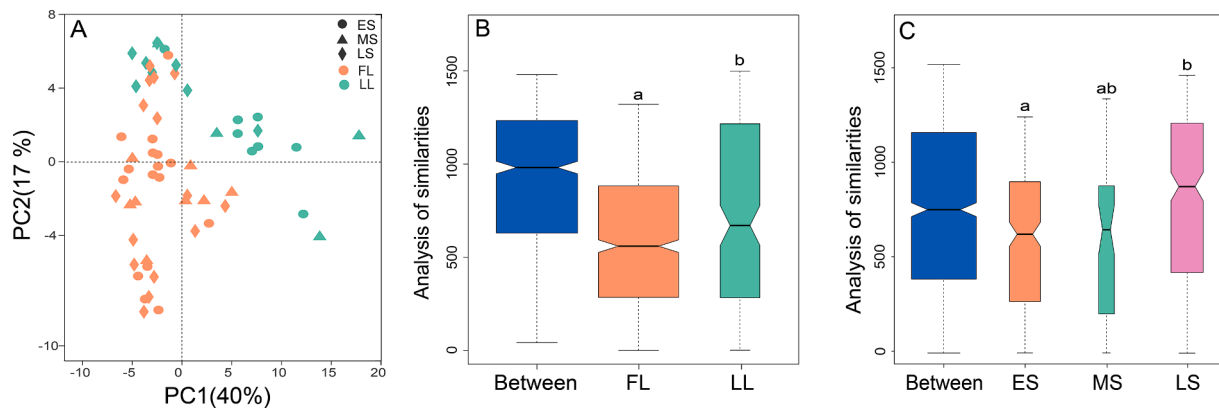 A
ES
MS
LS
FL
LL
8
4
0
-4
-10
PC2(17 %)
-10
-5
0
5
10
15
20
PC1(40%)
B
a
b
1500
1000
500
0
Analysis of similarities
Between
FL
LL
C
a
ab
b
1500
1000
500
0
Analysis of similarities
Between
ES
MS
LS